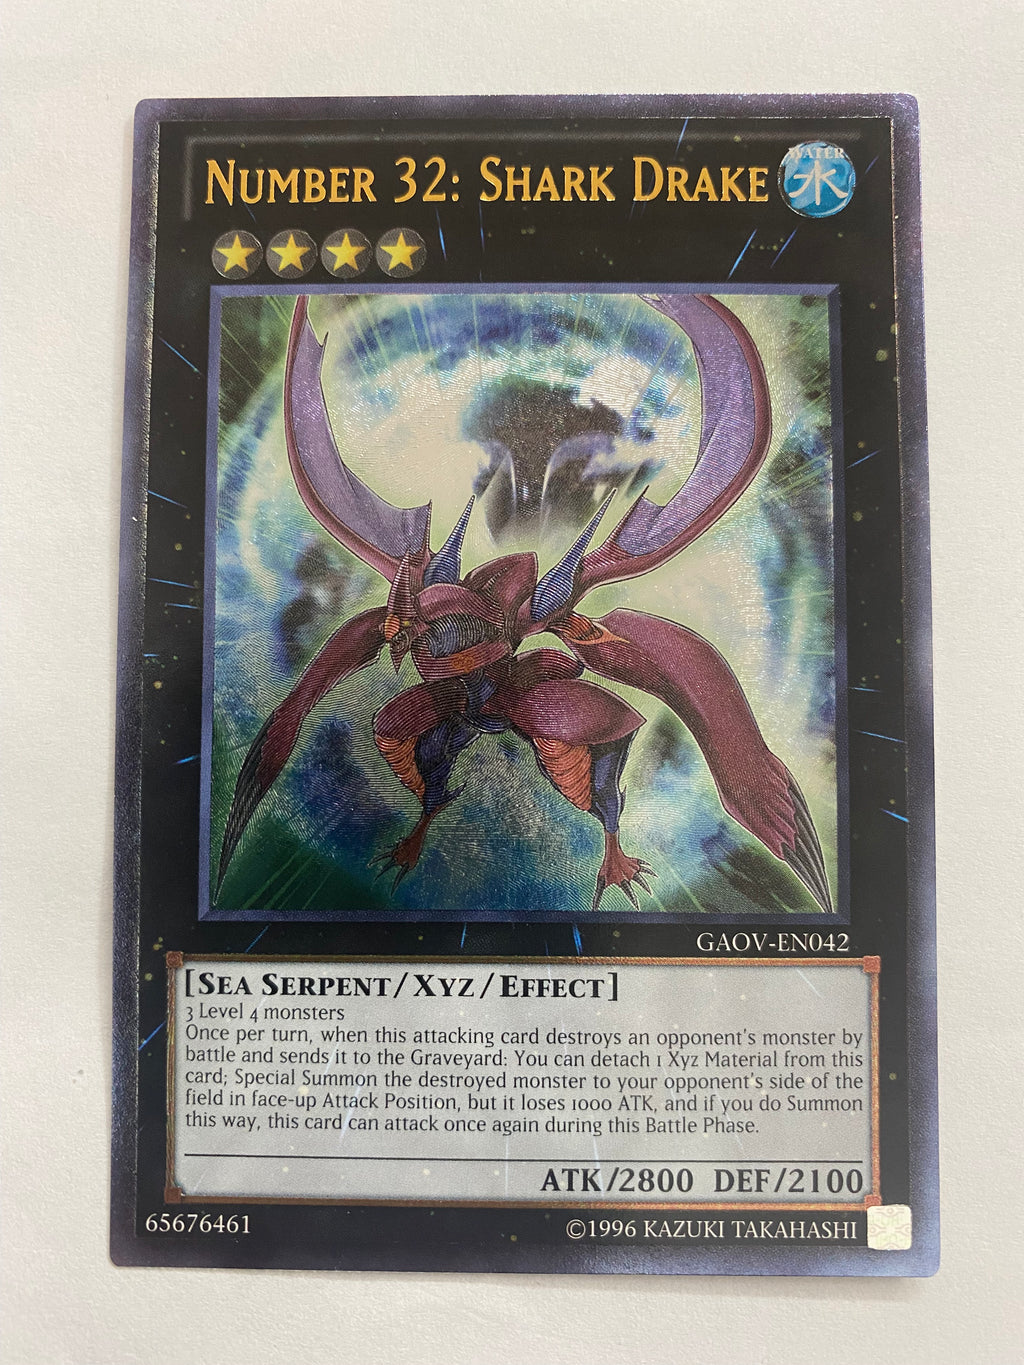 NUMBER 32: SHARK DRAKE
WATER
水
GAOV-EN042
[SEA SERPENT/XYZ/EFFECT]
3 Level 4 monsters
Once per turn, when this attacking card destroys an opponent's monster by
battle and sends it to the Graveyard: You can detach 1 Xyz Material from this
card; Special Summon the destroyed monster to your opponent's side of the
field in face-up Attack Position, but it loses 1000 ATK, and if you do Summon
this way, this card can attack once again during this Battle Phase.
ATK/2800 DEF/2100
65676461
©1996 KAZUKI TAKAHASHI